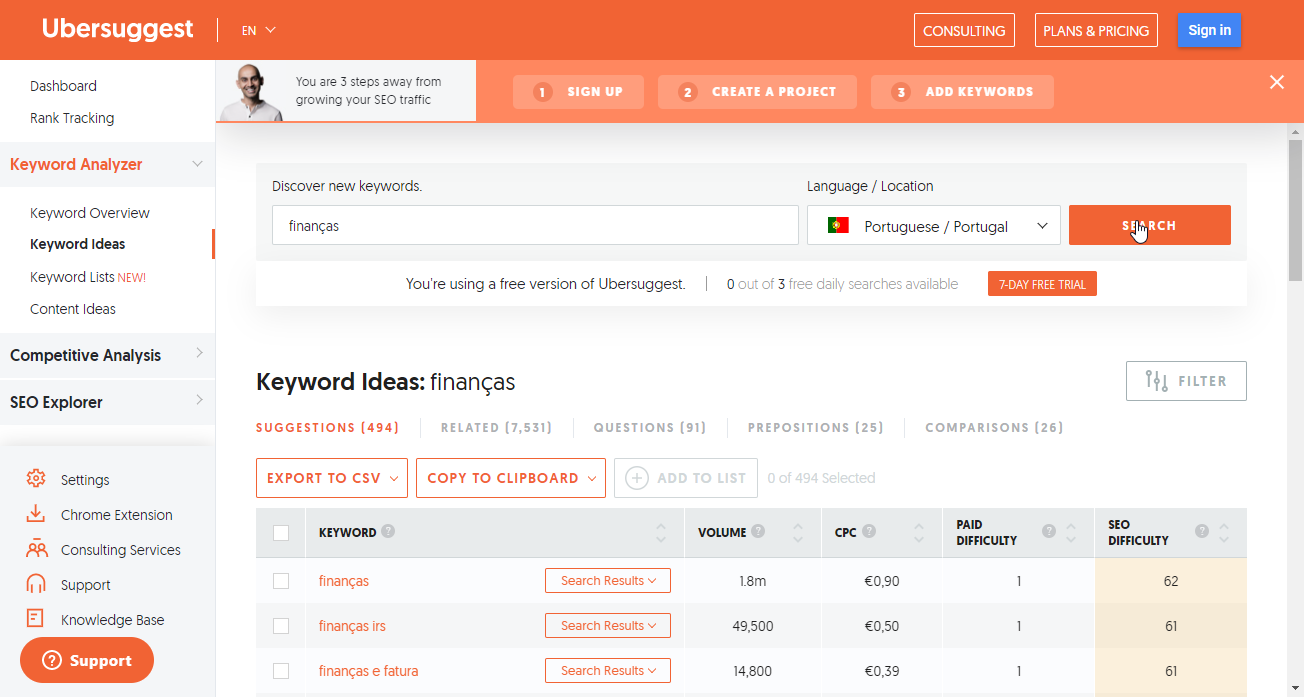 Ubersuggest
EN
CONSULTING
PLANS & PRICING
Sign in
Dashboard
Rank Tracking
Keyword Analyzer
Keyword Overview
Keyword Ideas
Keyword Lists NEW!
Content Ideas
Competitive Analysis
SEO Explorer
Settings
Chrome Extension
Consulting Services
Support
Knowledge Base
Support
You are 3 steps away from
growing your SEO traffic
1 SIGN UP
2 CREATE A PROJECT
3 ADD KEYWORDS
Discover new keywords.
Language / Location
finanças
Portuguese / Portugal
SEARCH
You're using a free version of Ubersuggest.
0 out of 3 free daily searches available
7-DAY FREE TRIAL
Keyword Ideas: finanças
FILTER
SUGGESTIONS (494)
RELATED (7,531)
QUESTIONS (91)
PREPOSITIONS (25)
COMPARISONS (26)
EXPORT TO CSV
COPY TO CLIPBOARD
ADD TO LIST
0 of 494 Selected
KEYWORD
VOLUME
CPC
PAID
DIFFICULTY
SEO
DIFFICULTY
finanças Search Results 1.8m €0,90 1 62
finanças irs Search Results 49,500 €0,50 1 61
finanças e fatura Search Results 14,800 €0,39 1 61